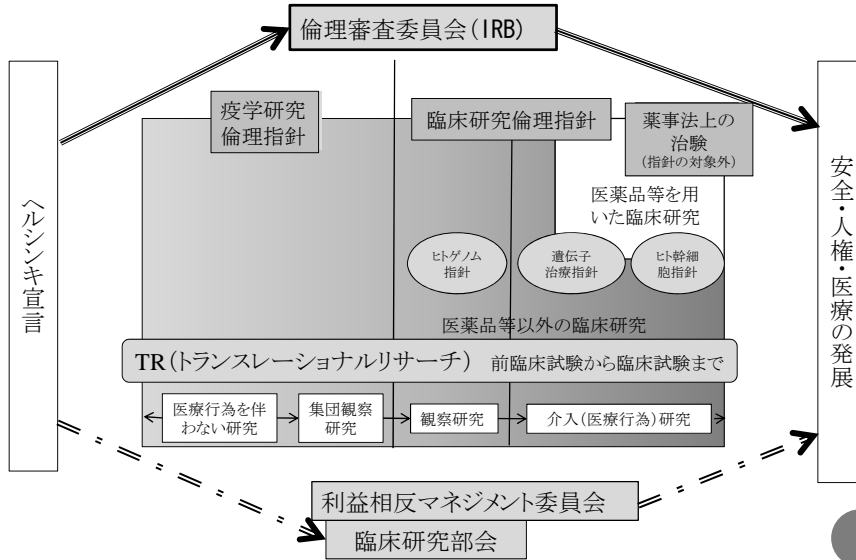 倫理審査委員会(IRB)
ヘルシンキ宣言
疫学研究
倫理指針
臨床研究倫理指針
薬事法上の
治験
(指針の対象外)
医薬品等を用
いた臨床研究
ヒトゲノム
指針
遺伝子
治療指針
ヒト幹細
胞指針
医薬品等以外の臨床研究
TR(トランスレーショナルリサーチ) 前臨床試験から臨床試験まで
医療行為を伴
わない研究
集団観察
研究
観察研究
介入(医療行為)研究
安全・人権・医療の発展
利益相反マネジメント委員会
臨床研究部会